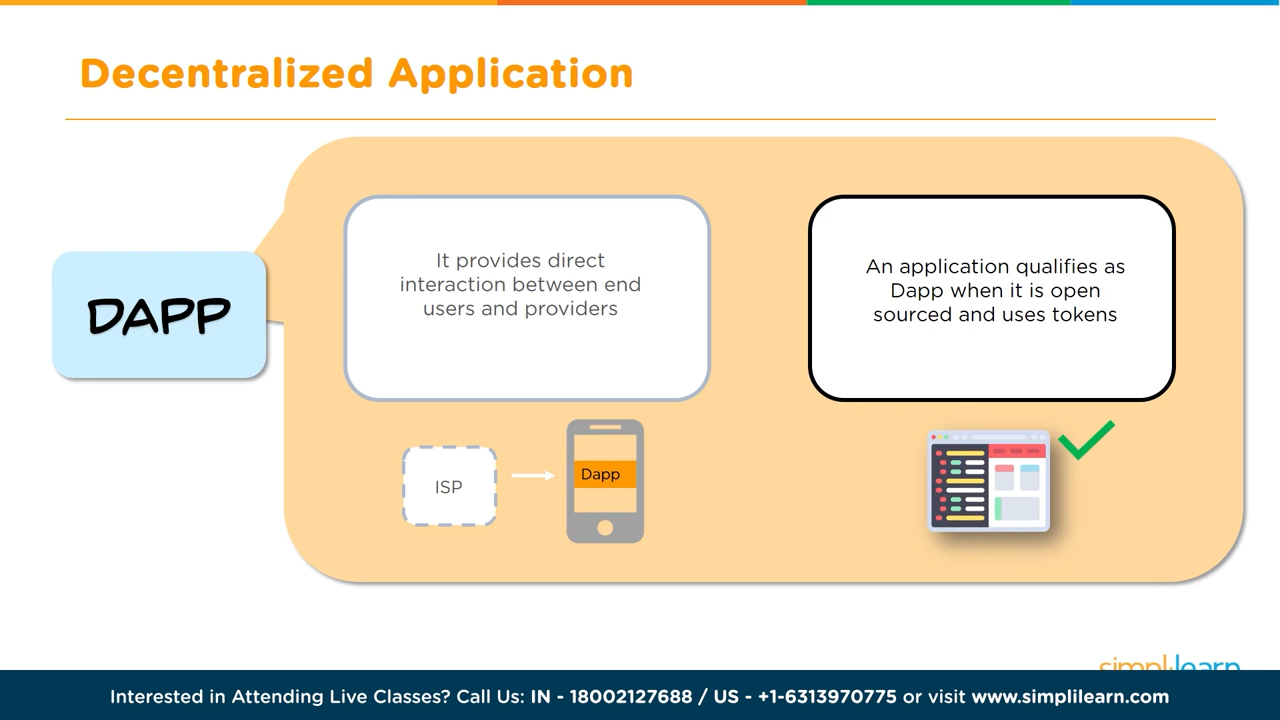 Decentralized Application
DAPP
It provides direct
interaction between end
users and providers
An application qualifies as
Dapp when it is open
sourced and uses tokens
ISP
Dapp
simplilearn
Interested in Attending Live Classes? Call Us: IN - 18002127688 / US - +1-6313970775 or visit www.simplilearn.com